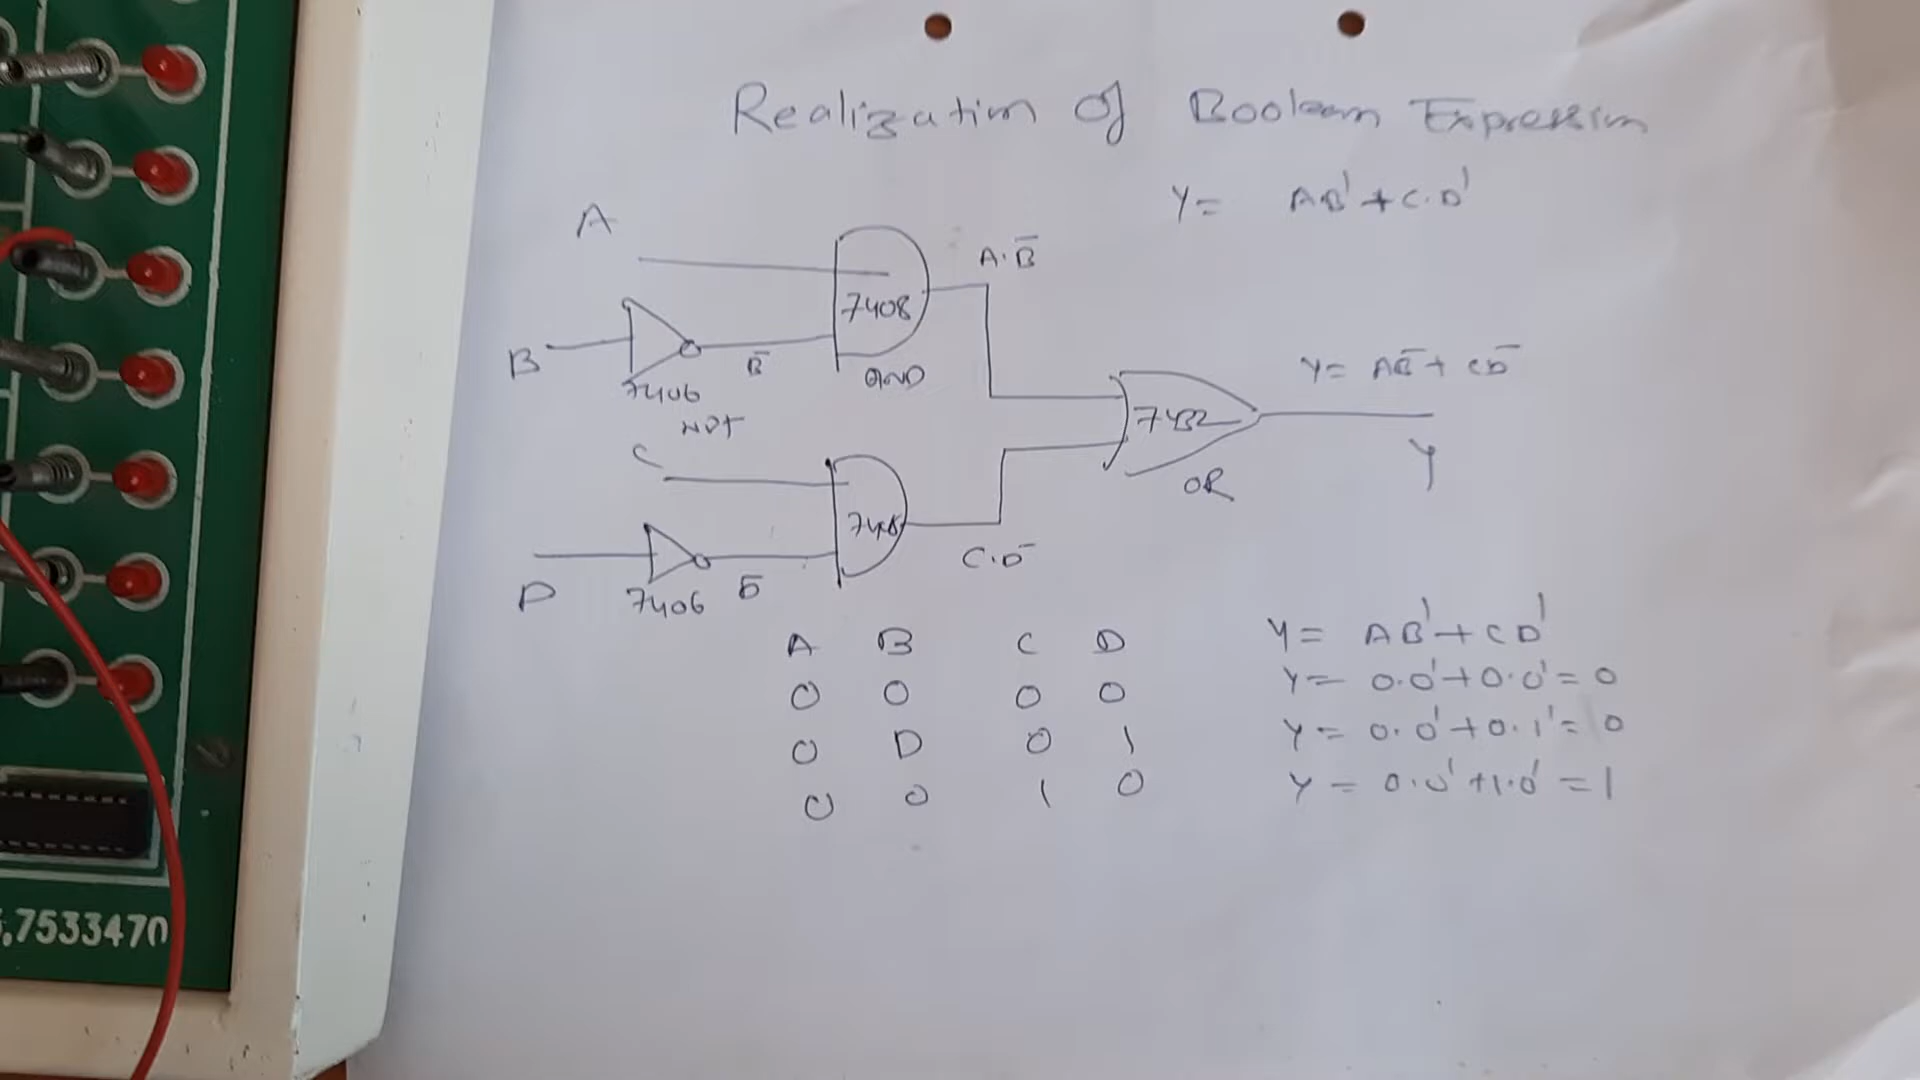 Realization Of Boolean Expression
Y = AB' + C.D'
A
A.B̅
7408
B
B̅
7406
AND
NOT
Y = AB̅ + CD̅
7432
Y
OR
C
7408
C.D̅
D
7406
D̅
A B C D
0 0 0 0
0 0 0 1
0 0 1 0
Y = AB' + CD'
Y = 0.0' + 0.0' = 0
Y = 0.0' + 0.1' = 0
Y = 0.0' + 1.0' = 1
,7533470